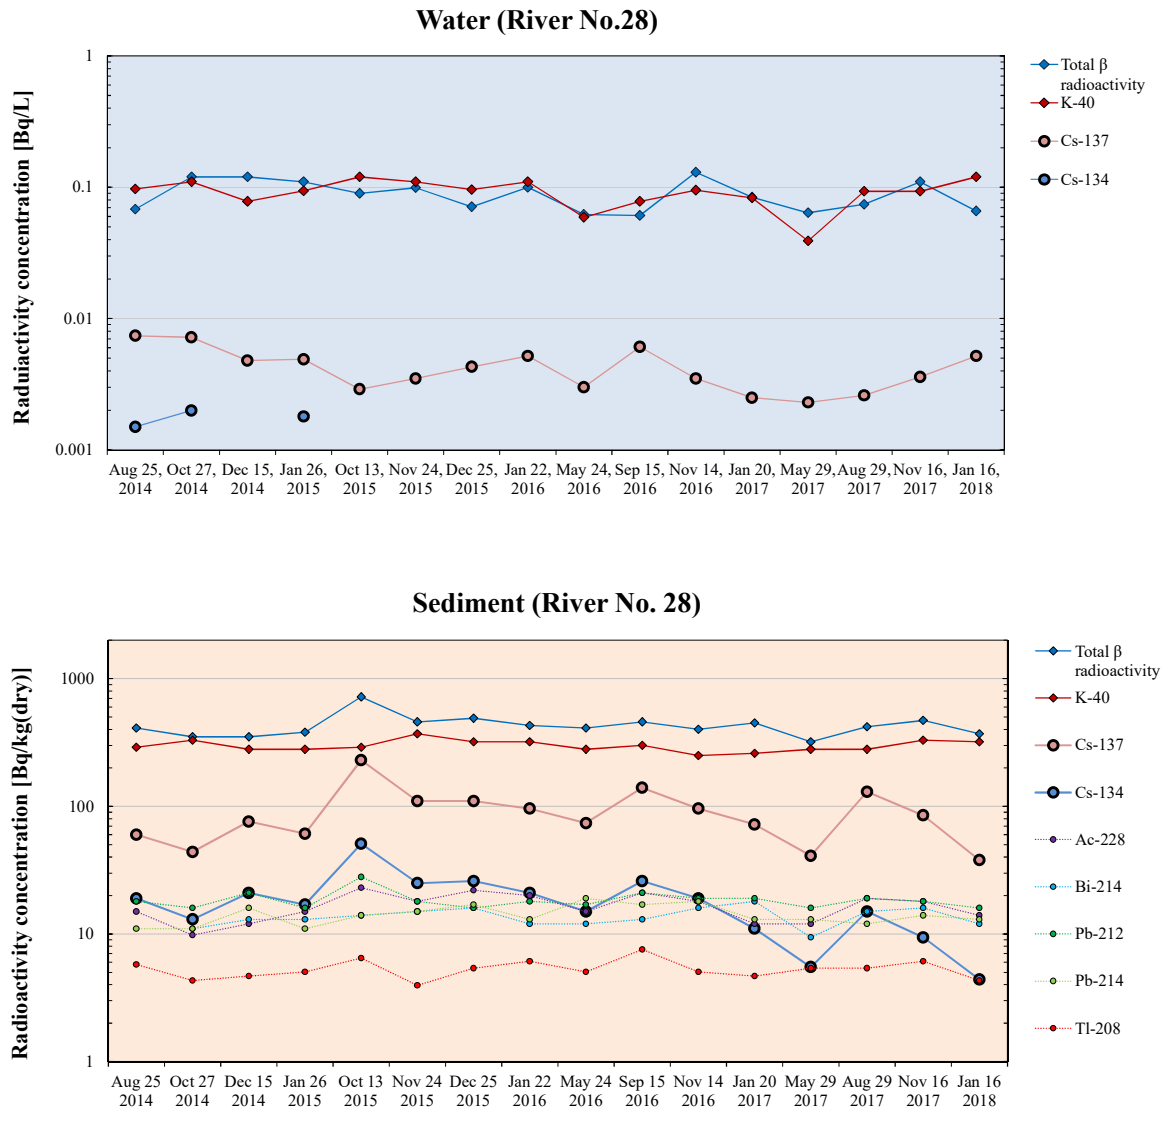 Water (River No.28)
Raduiactivity concentration [Bq/L]
1
0.1
0.01
0.001
Aug 25, Oct 27, Dec 15, Jan 26, Oct 13, Nov 24, Dec 25, Jan 22, May 24, Sep 15, Nov 14, Jan 20, May 29, Aug 29, Nov 16, Jan 16,
2014 2014 2014 2015 2015 2015 2015 2016 2016 2016 2016 2017 2017 2017 2017 2018
Total β
radioactivity
K-40
Cs-137
Cs-134
Sediment (River No. 28)
Radioactivity concentration [Bq/kg(dry)]
1000
100
10
1
Aug 25 Oct 27 Dec 15 Jan 26 Oct 13 Nov 24 Dec 25 Jan 22 May 24 Sep 15 Nov 14 Jan 20 May 29 Aug 29 Nov 16 Jan 16
2014 2014 2014 2015 2015 2015 2015 2016 2016 2016 2016 2017 2017 2017 2017 2018
Total β
radioactivity
K-40
Cs-137
Cs-134
Ac-228
Bi-214
Pb-212
Pb-214
Tl-208